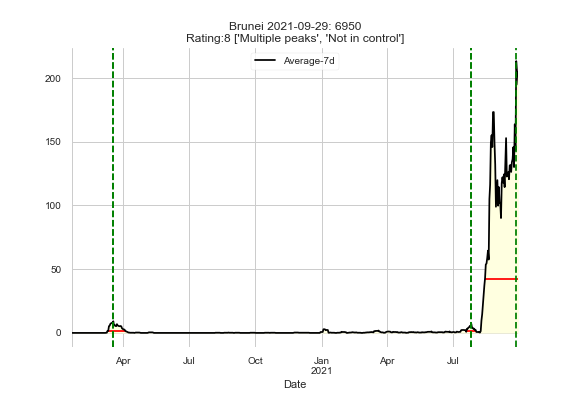 Brunei 2021-09-29: 6950
Rating:8 ['Multiple peaks', 'Not in control']
Average-7d
200
150
100
50
0
Apr Jul Oct Jan Apr Jul
2021
Date